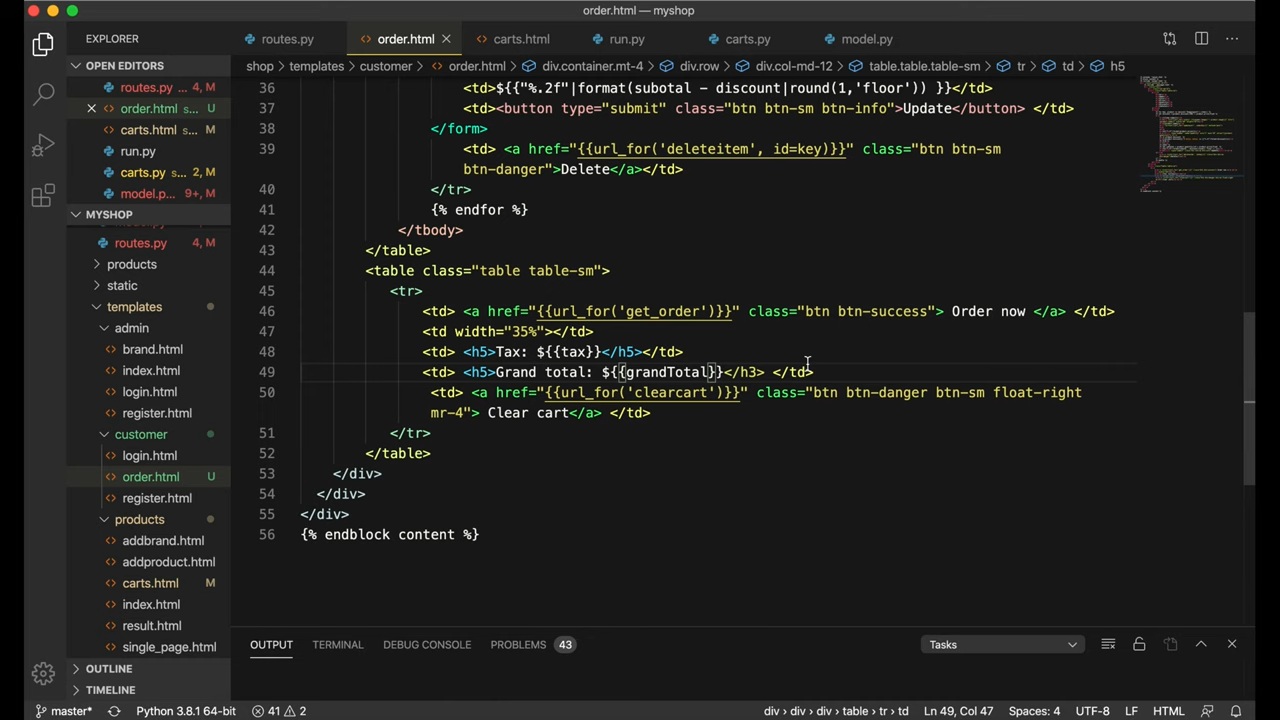 order.html — myshop
EXPLORER
routes.py
order.html
carts.html
run.py
carts.py
model.py
OPEN EDITORS
shop > templates > customer > order.html > div.container.mt-4 > div.row > div.col-md-12 > table.table.table-sm > tr > td > h5
routes.py ... 4, M
order.html s... U
carts.html s... M
run.py
carts.py s... 2, M
model.p... 9+, M
MYSHOP
routes.py 4, M
products
static
templates
admin
brand.html
index.html
login.html
register.html
customer
login.html
order.html U
register.html
products
addbrand.html
addproduct.html
carts.html M
index.html
result.html
single_page.html
OUTLINE
TIMELINE
36 <td>${{"%.2f"|format(subotal - discount|round(1,'floor')) }}</td>
37 <td><button type="submit" class="btn btn-sm btn-info">Update</button> </td>
38 </form>
39 <td> <a href="{{url_for('deleteitem', id=key)}}" class="btn btn-sm
btn-danger">Delete</a></td>
40 </tr>
41 {% endfor %}
42 </tbody>
43 </table>
44 <table class="table table-sm">
45 <tr>
46 <td> <a href="{{url_for('get_order')}}" class="btn btn-success"> Order now </a> </td>
47 <td width="35%"></td>
48 <td> <h5>Tax: ${{tax}}</h5></td>
49 <td> <h5>Grand total: ${{grandTotal}}</h3> </td>
50 <td> <a href="{{url_for('clearcart')}}" class="btn btn-danger btn-sm float-right
mr-4"> Clear cart</a> </td>
51 </tr>
52 </table>
53 </div>
54 </div>
55 </div>
56 {% endblock content %}
OUTPUT
TERMINAL
DEBUG CONSOLE
PROBLEMS 43
Tasks
master*
Python 3.8.1 64-bit
41
2
div > div > div > table > tr > td
Ln 49, Col 47
Spaces: 4
UTF-8
LF
HTML